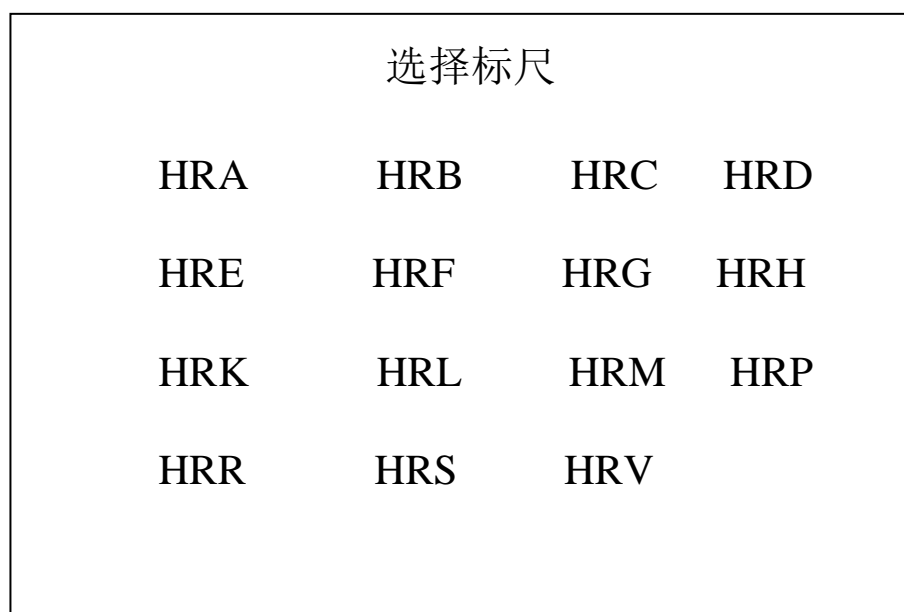 选择标尺
HRA HRB HRC HRD
HRE HRF HRG HRH
HRK HRL HRM HRP
HRR HRS HRV